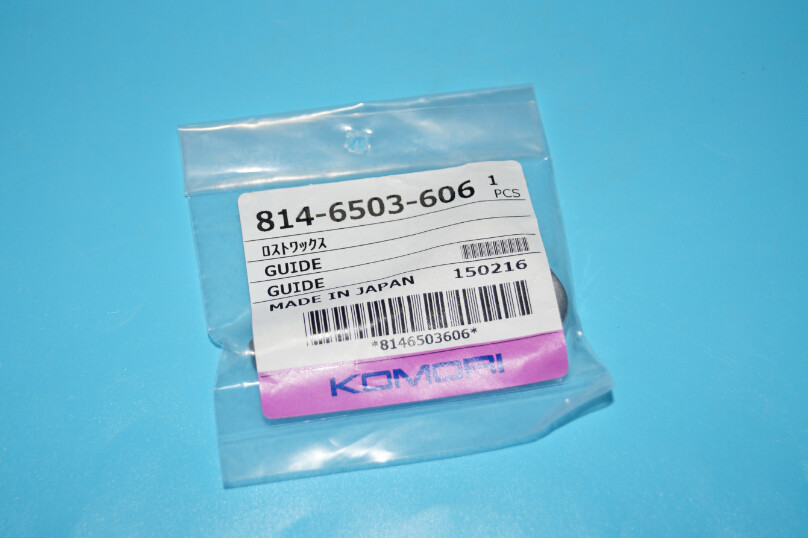 814-6503-606 1
PCS
ロストワックス
GUIDE
GUIDE 150216
MADE IN JAPAN
*8146503606*
KOMORI